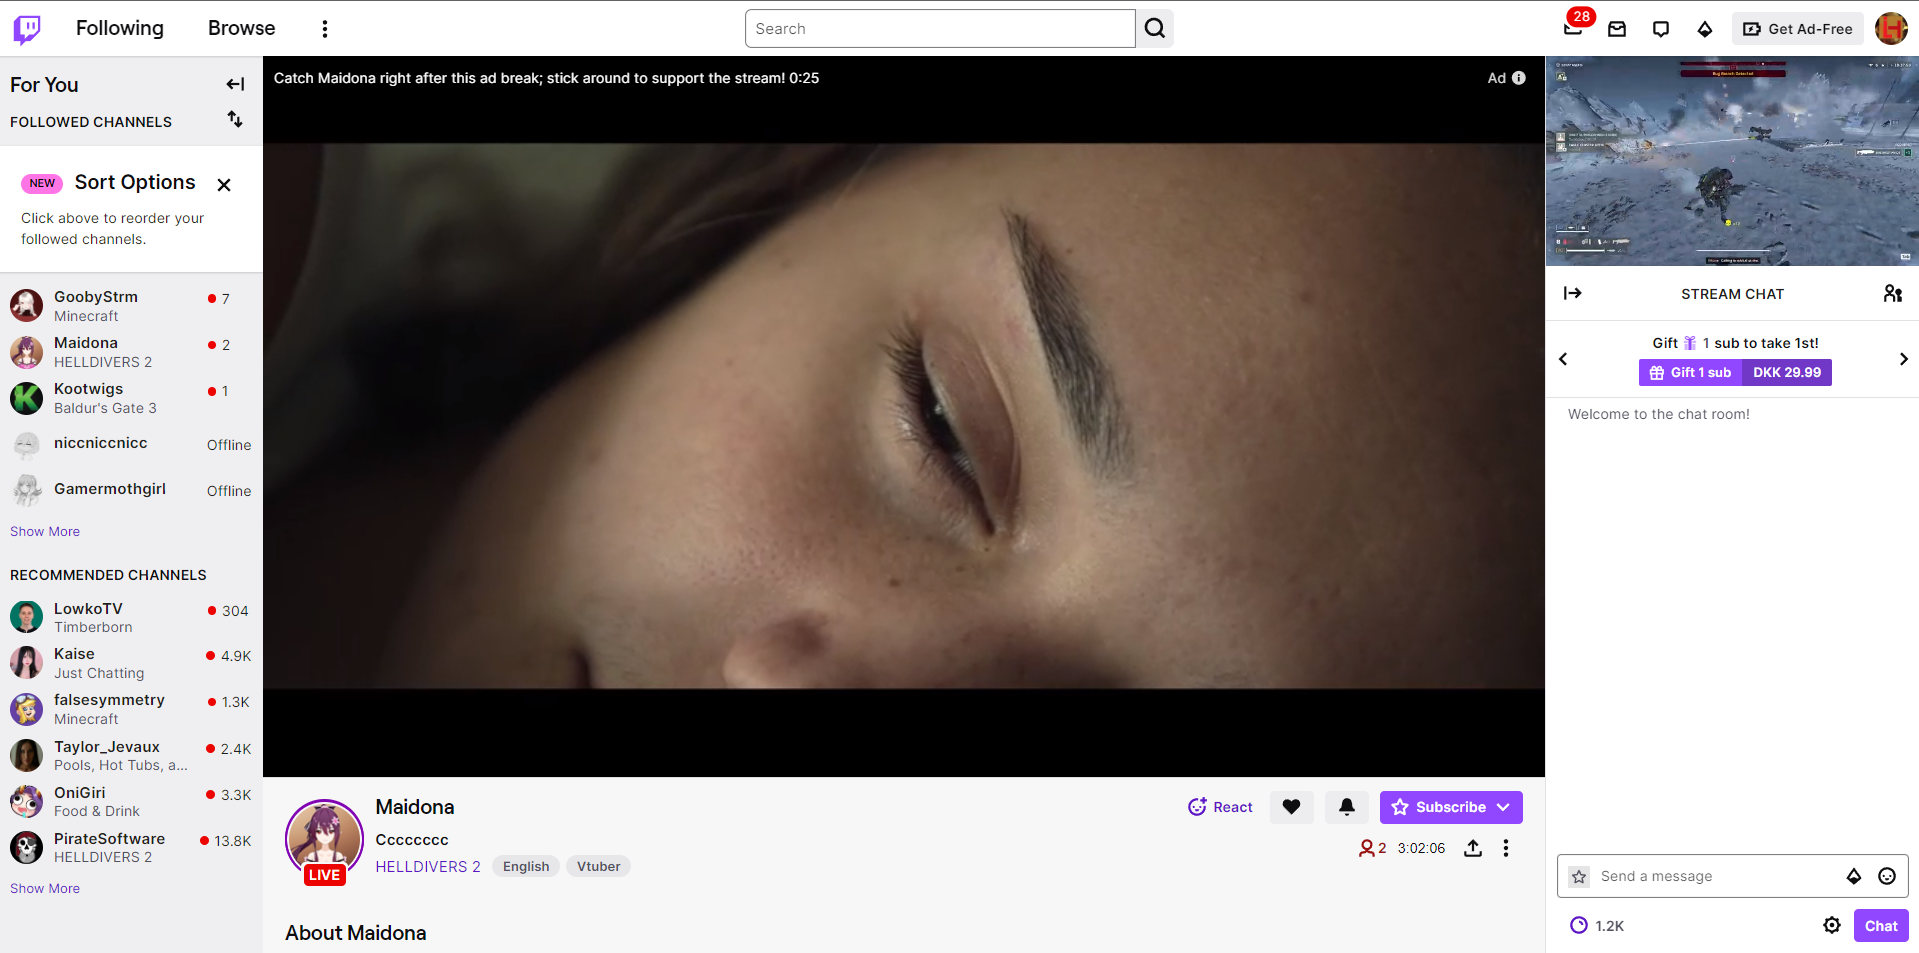 Following
Browse
Search
28
Get Ad-Free
For You
FOLLOWED CHANNELS
NEW
Sort Options
Click above to reorder your
followed channels.
GoobyStrm
7
Minecraft
Maidona
2
HELLDIVERS 2
Kootwigs
1
Baldur's Gate 3
niccniccnicc
Offline
Gamermothgirl
Offline
Show More
RECOMMENDED CHANNELS
LowkoTV
304
Timberborn
Kaise
4.9K
Just Chatting
falsesymmetry
1.3K
Minecraft
Taylor_Jevaux
2.4K
Pools, Hot Tubs, a...
OniGiri
3.3K
Food & Drink
PirateSoftware
13.8K
HELLDIVERS 2
Show More
Catch Maidona right after this ad break; stick around to support the stream! 0:25
Ad
LIVE
Maidona
Cccccccc
HELLDIVERS 2
English
Vtuber
React
Subscribe
2
3:02:06
About Maidona
STREAM CHAT
Gift 1 sub to take 1st!
Gift 1 sub
DKK 29.99
Welcome to the chat room!
Send a message
1.2K
Chat